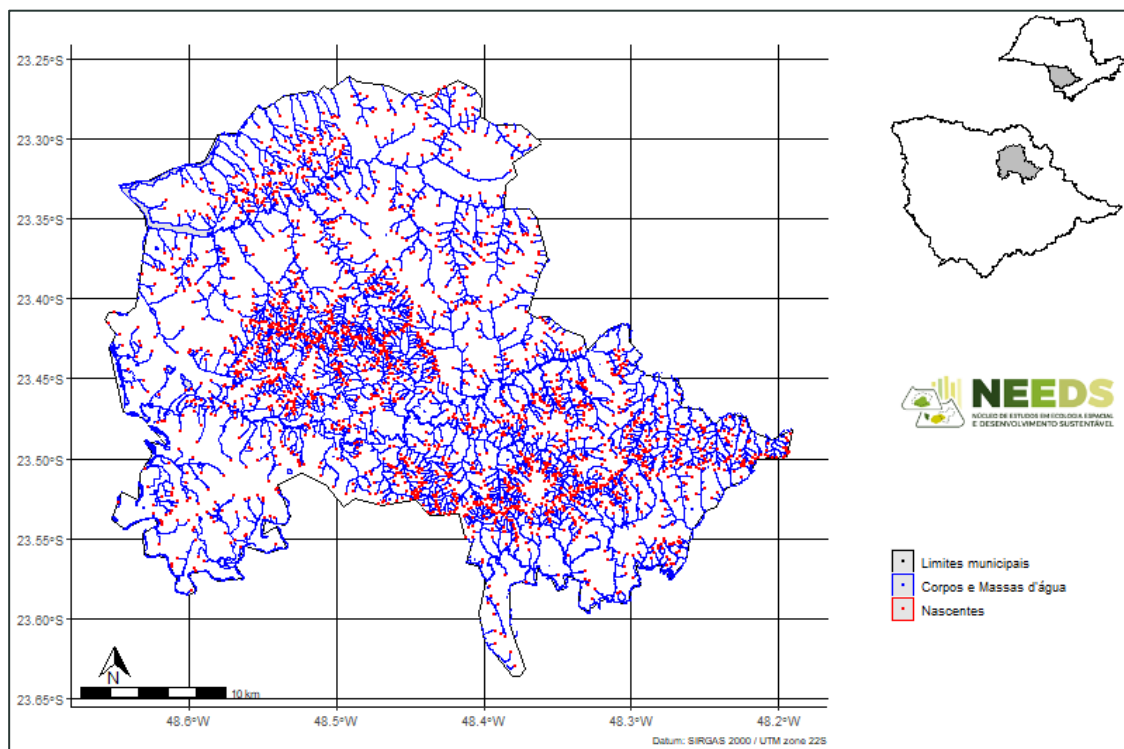 23.25°S
23.30°S
23.35°S
23.40°S
23.45°S
23.50°S
23.55°S
23.60°S
23.65°S
N
10 km
48.6°W
48.5°W
48.4°W
48.3°W
48.2°W
Datum: SIRGAS 2000 / UTM zone 22S
NEEDS
NÚCLEO DE ESTUDOS EM ECOLOGIA ESPACIAL
E DESENVOLVIMENTO SUSTENTÁVEL
Limites municipais
Corpos e Massas d'água
Nascentes